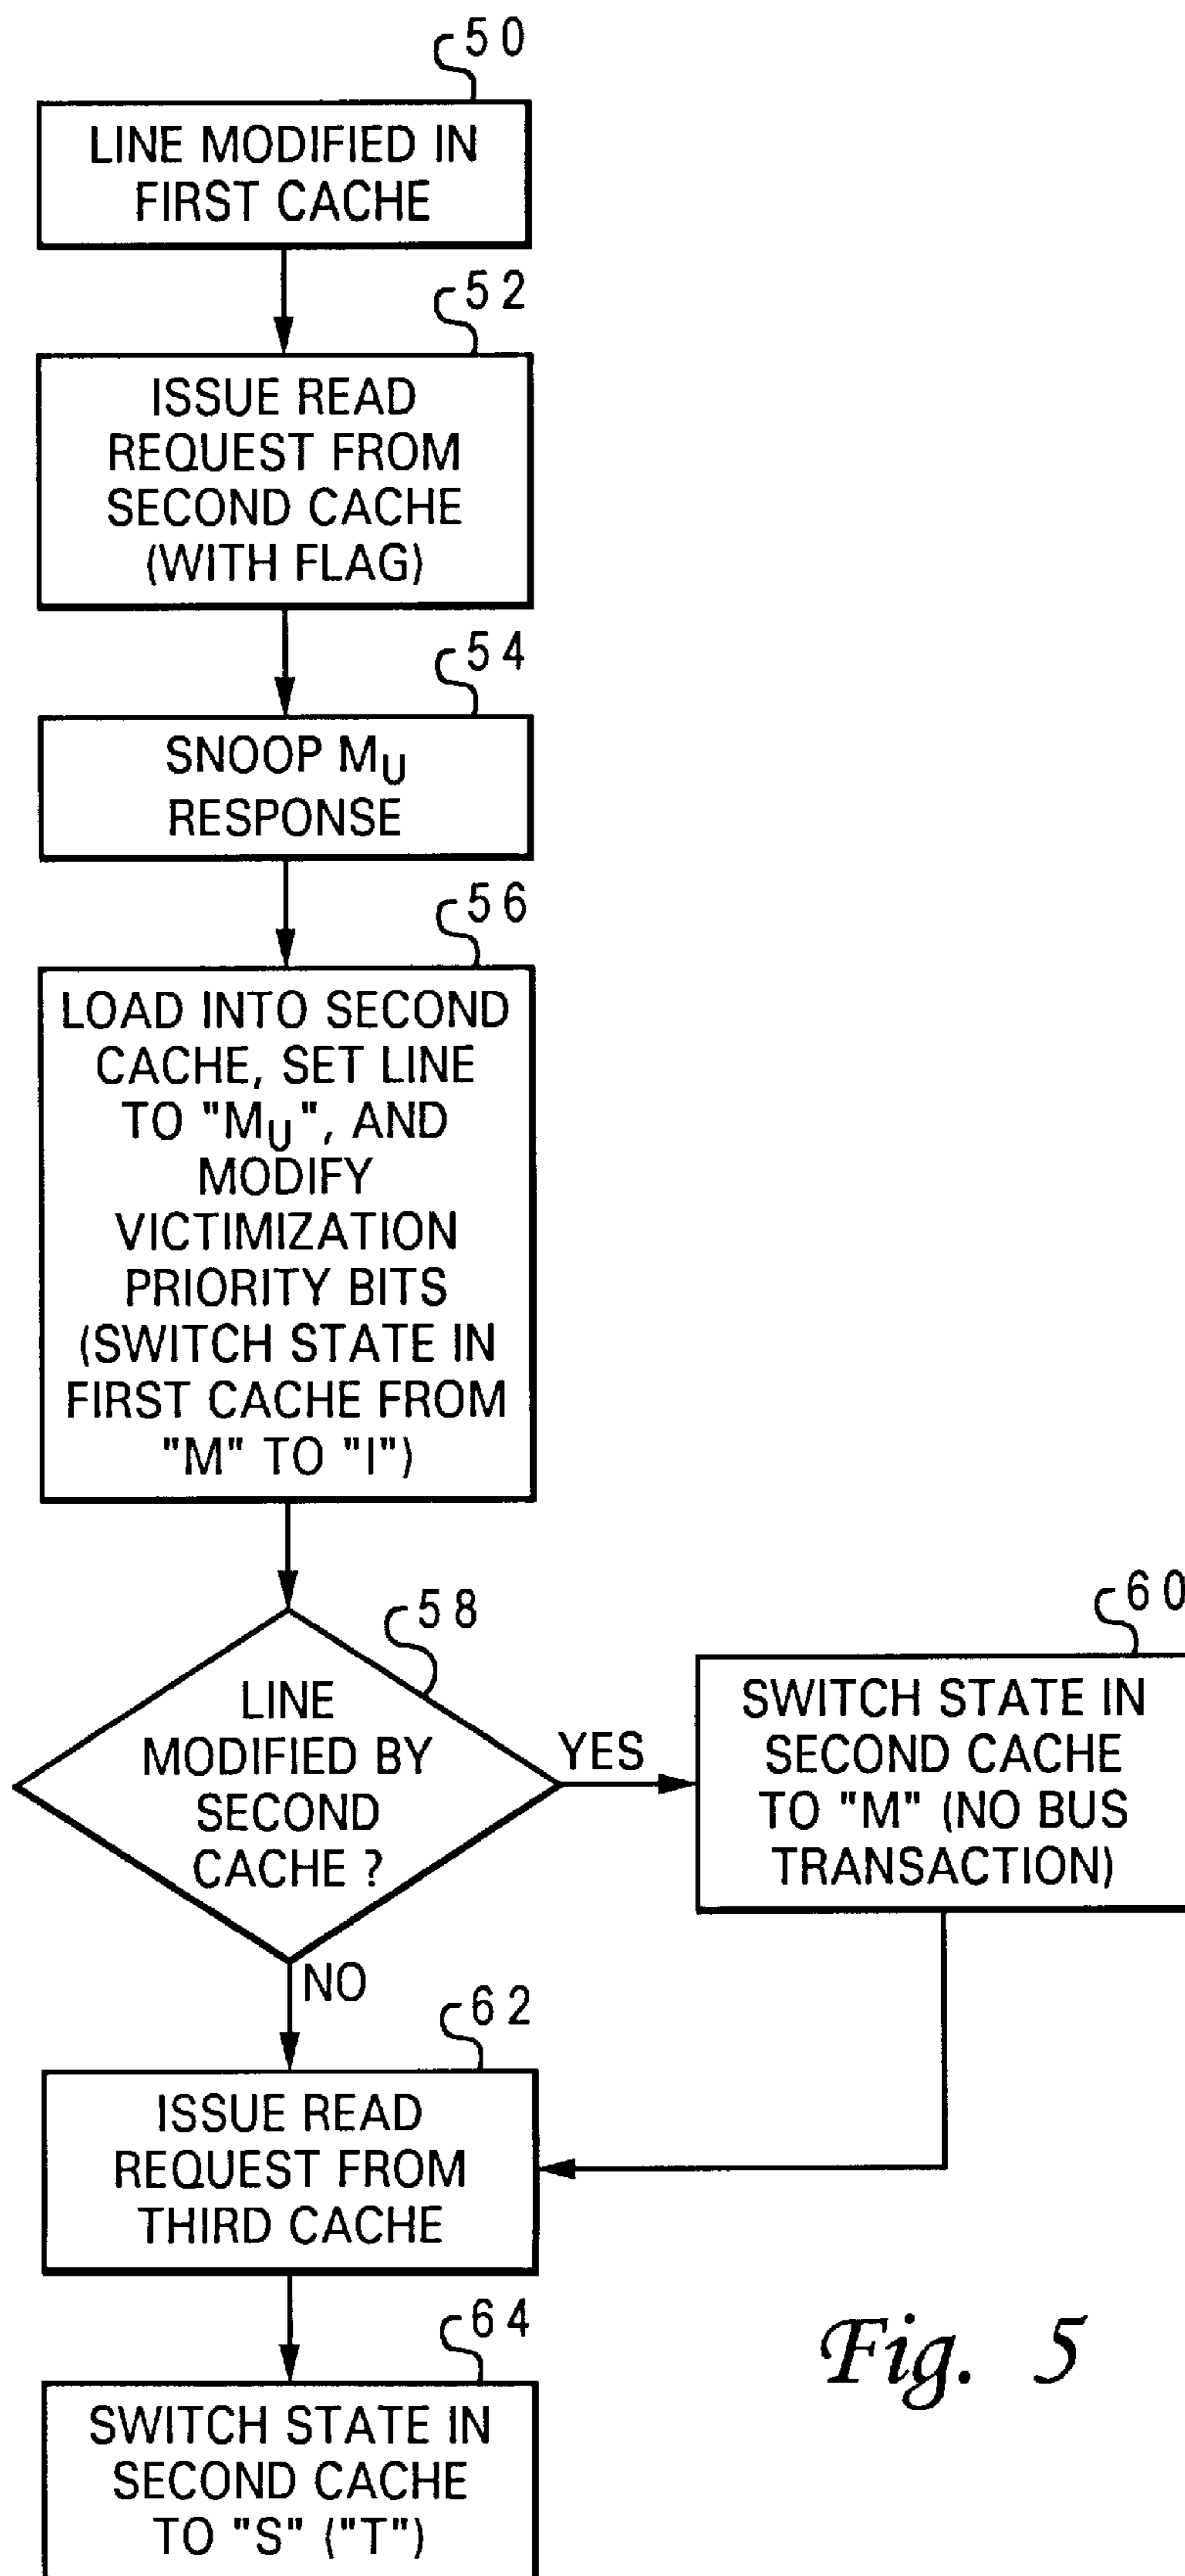 50
LINE MODIFIED IN
FIRST CACHE
52
ISSUE READ
REQUEST FROM
SECOND CACHE
(WITH FLAG)
54
SNOOP MU
RESPONSE
56
LOAD INTO SECOND
CACHE, SET LINE
TO "MU", AND
MODIFY
VICTIMIZATION
PRIORITY BITS
(SWITCH STATE IN
FIRST CACHE FROM
"M" TO "I")
58
LINE
MODIFIED BY
SECOND
CACHE ?
YES
60
SWITCH STATE IN
SECOND CACHE
TO "M" (NO BUS
TRANSACTION)
NO
62
ISSUE READ
REQUEST FROM
THIRD CACHE
64
SWITCH STATE IN
SECOND CACHE
TO "S" ("T")
Fig. 5